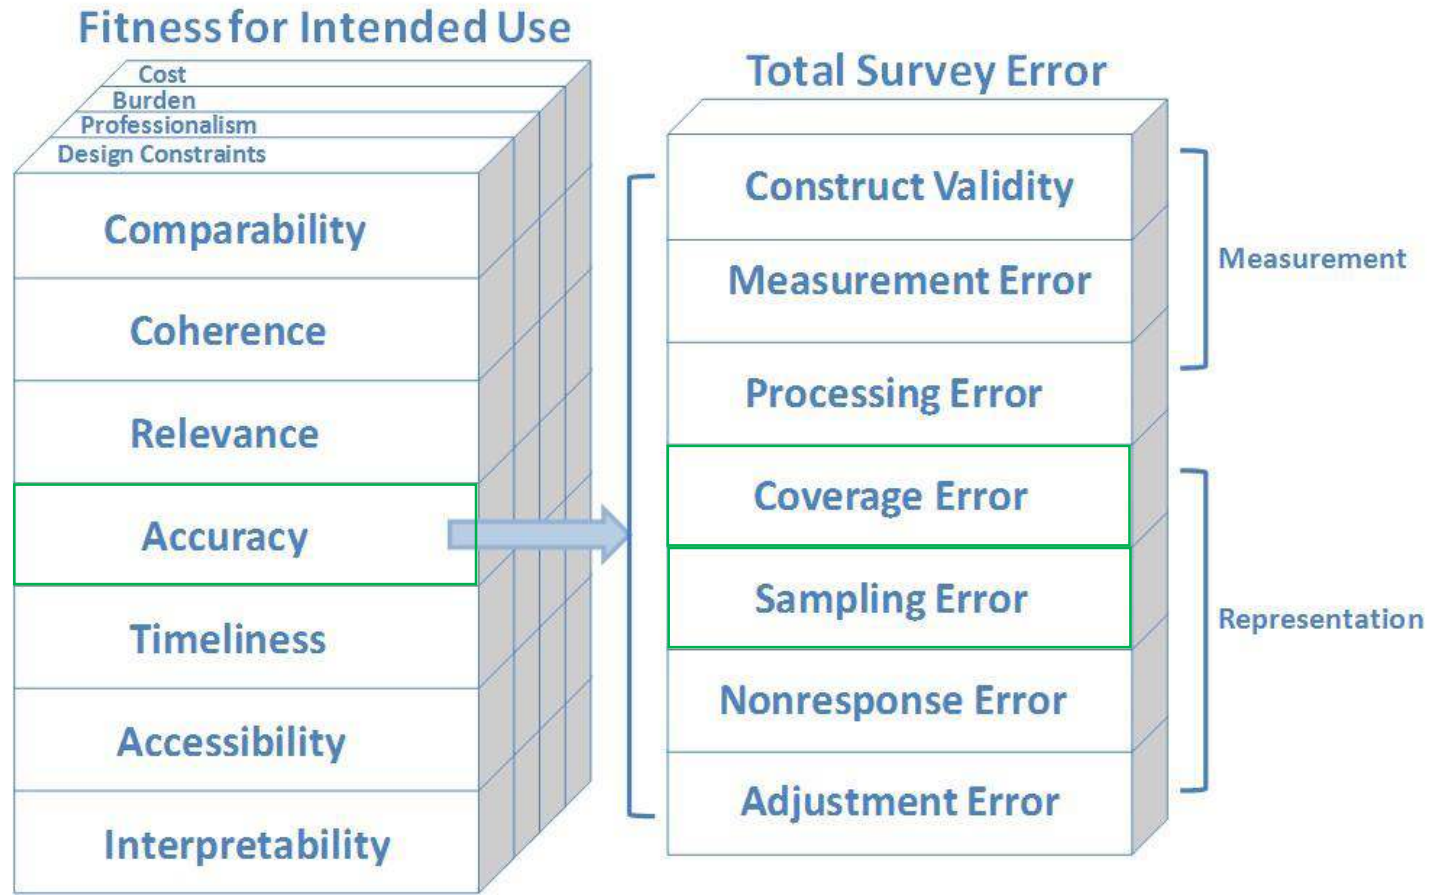 Fitness for Intended Use
Cost
Burden
Professionalism
Design Constraints
Comparability
Coherence
Relevance
Accuracy
Timeliness
Accessibility
Interpretability
Total Survey Error
Construct Validity
Measurement Error
Processing Error
Coverage Error
Sampling Error
Nonresponse Error
Adjustment Error
Measurement
Representation